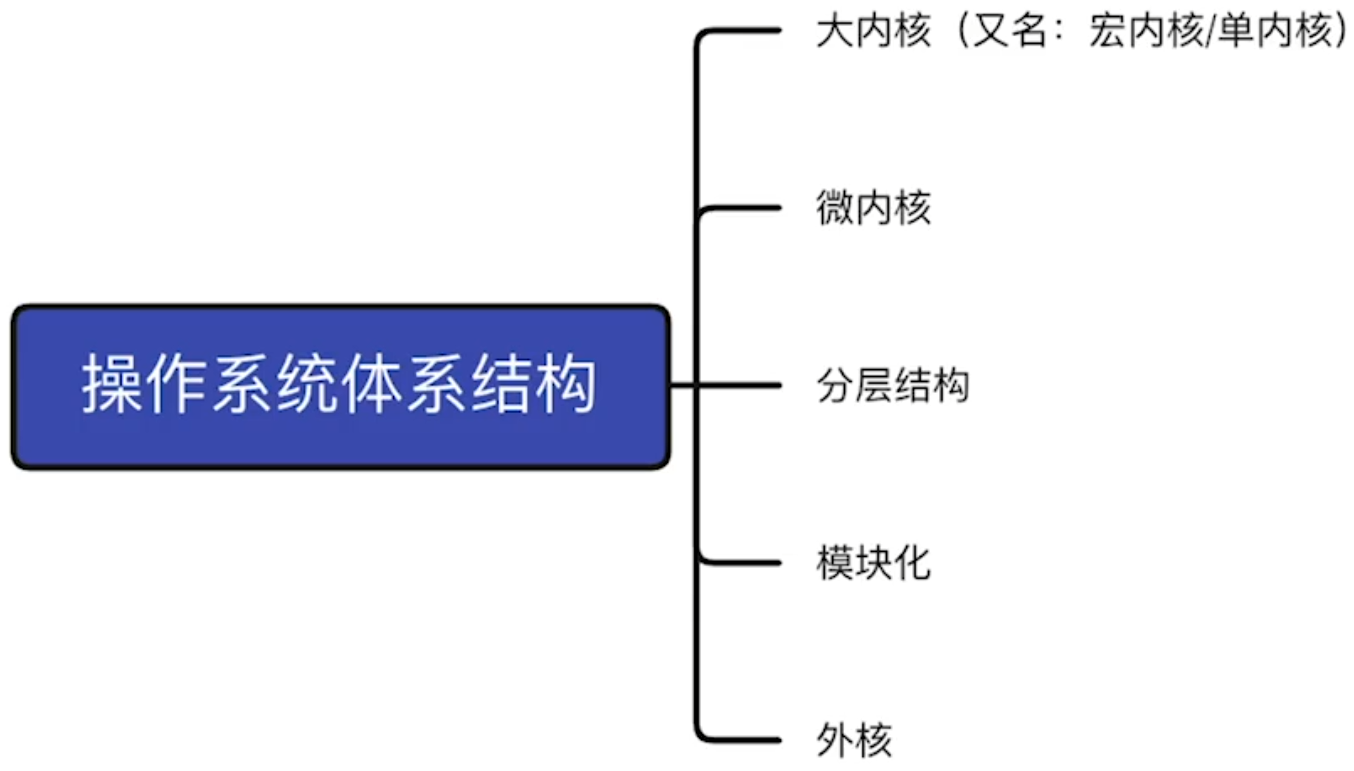 大内核（又名：宏内核/单内核）
微内核
操作系统体系结构
分层结构
模块化
外核